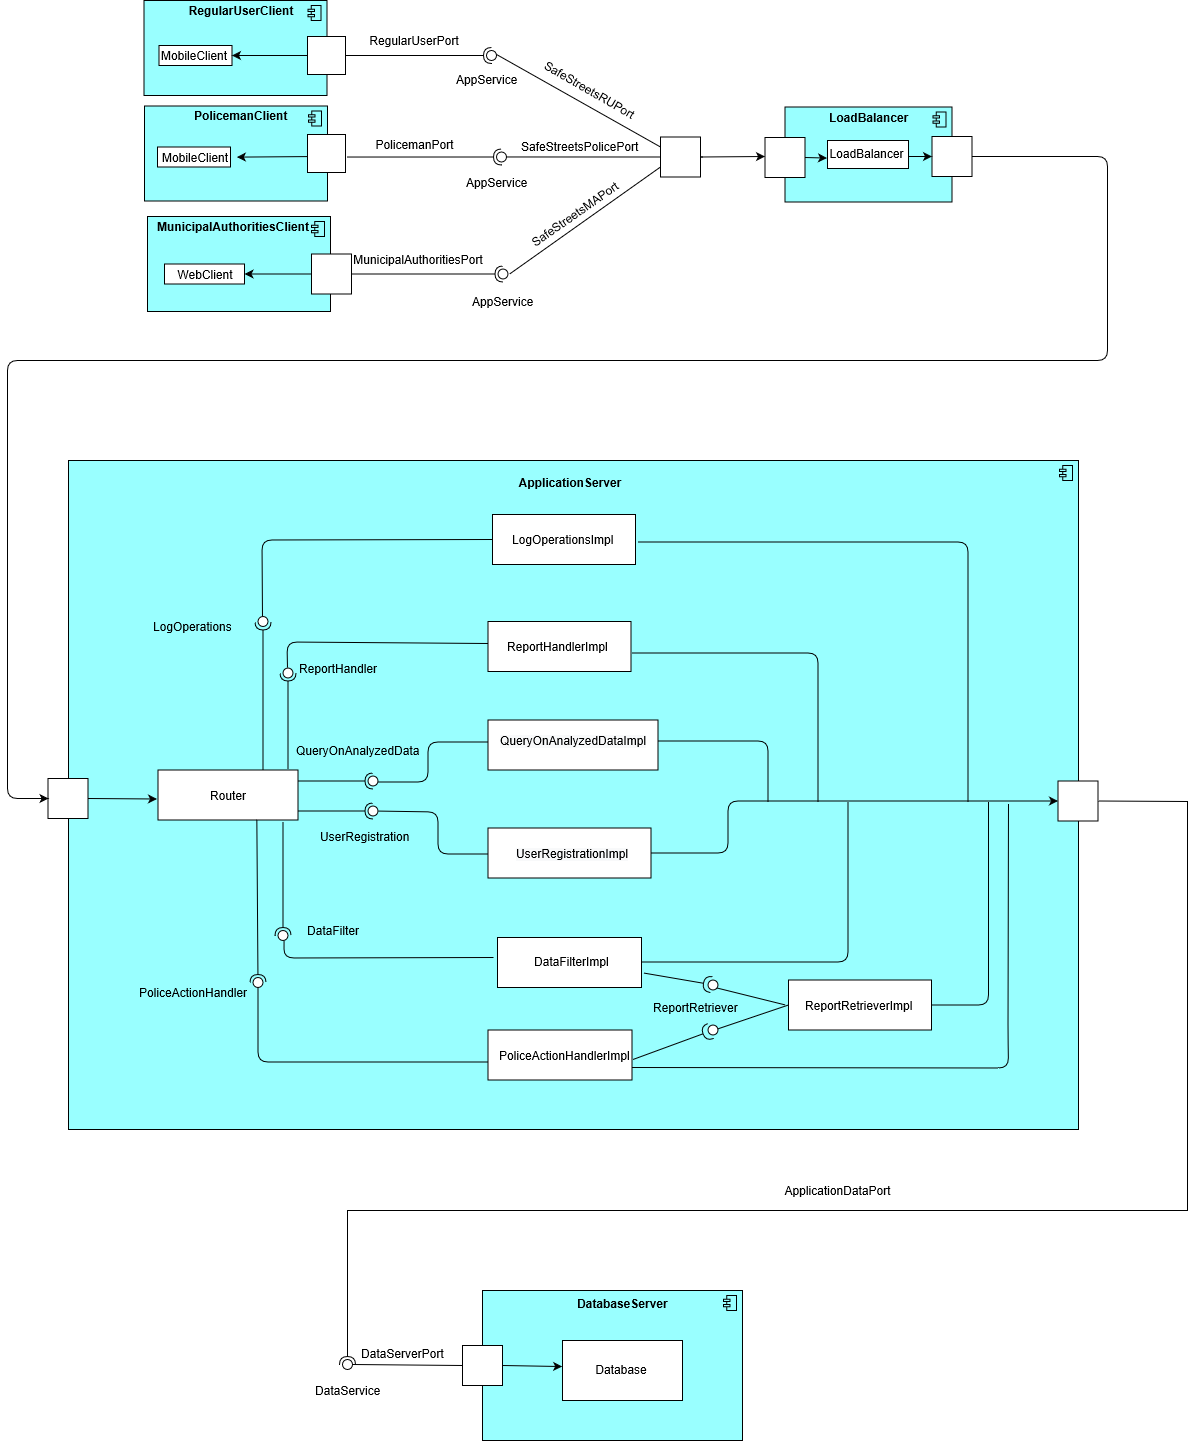 RegularUserClient
MobileClient
RegularUserPort
AppService
SafeStreetsRUPort
PolicemanClient
MobileClient
PolicemanPort
AppService
SafeStreetsPolicePort
LoadBalancer
LoadBalancer
MunicipalAuthoritiesClient
WebClient
MunicipalAuthoritiesPort
AppService
SafeStreetsMAPort
ApplicationServer
LogOperationsImpl
LogOperations
ReportHandlerImpl
ReportHandler
QueryOnAnalyzedDataImpl
QueryOnAnalyzedData
Router
UserRegistration
UserRegistrationImpl
DataFilter
DataFilterImpl
PoliceActionHandler
ReportRetriever
ReportRetrieverImpl
PoliceActionHandlerImpl
ApplicationDataPort
DatabaseServer
DataServerPort
Database
DataService